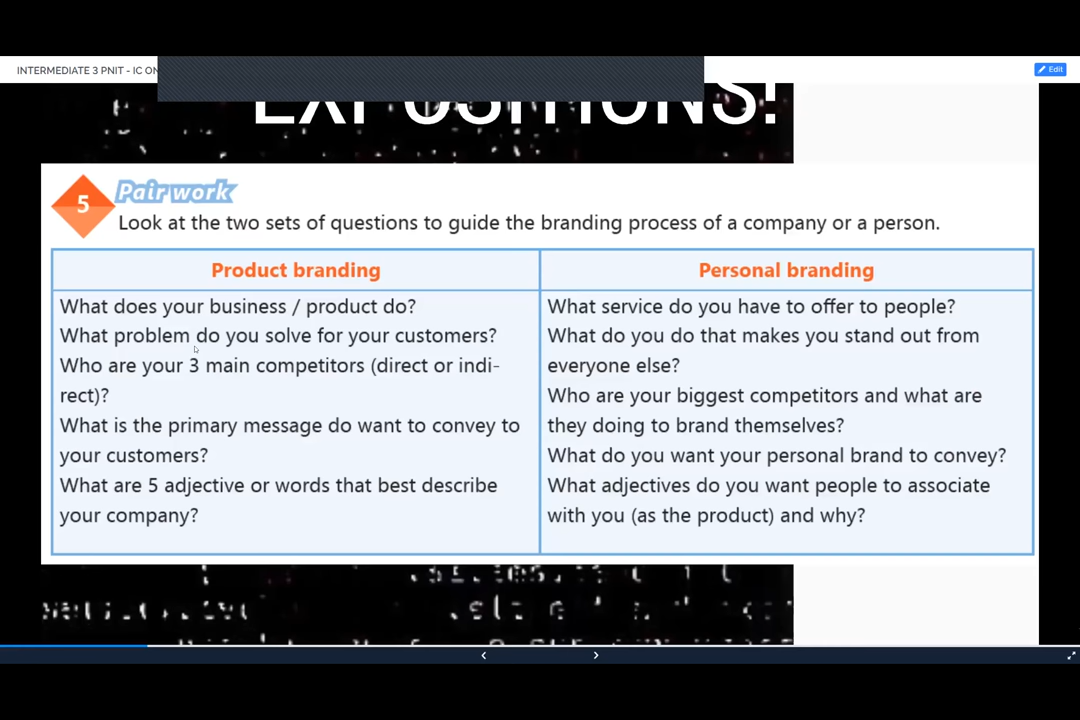 INTERMEDIATE 3 PNIT - IC ON
Edit
EXPOSITIONS!
5
Pair work
Look at the two sets of questions to guide the branding process of a company or a person.
Product branding
What does your business / product do?
What problem do you solve for your customers?
Who are your 3 main competitors (direct or indi-
rect)?
What is the primary message do want to convey to
your customers?
What are 5 adjective or words that best describe
your company?
Personal branding
What service do you have to offer to people?
What do you do that makes you stand out from
everyone else?
Who are your biggest competitors and what are
they doing to brand themselves?
What do you want your personal brand to convey?
What adjectives do you want people to associate
with you (as the product) and why?